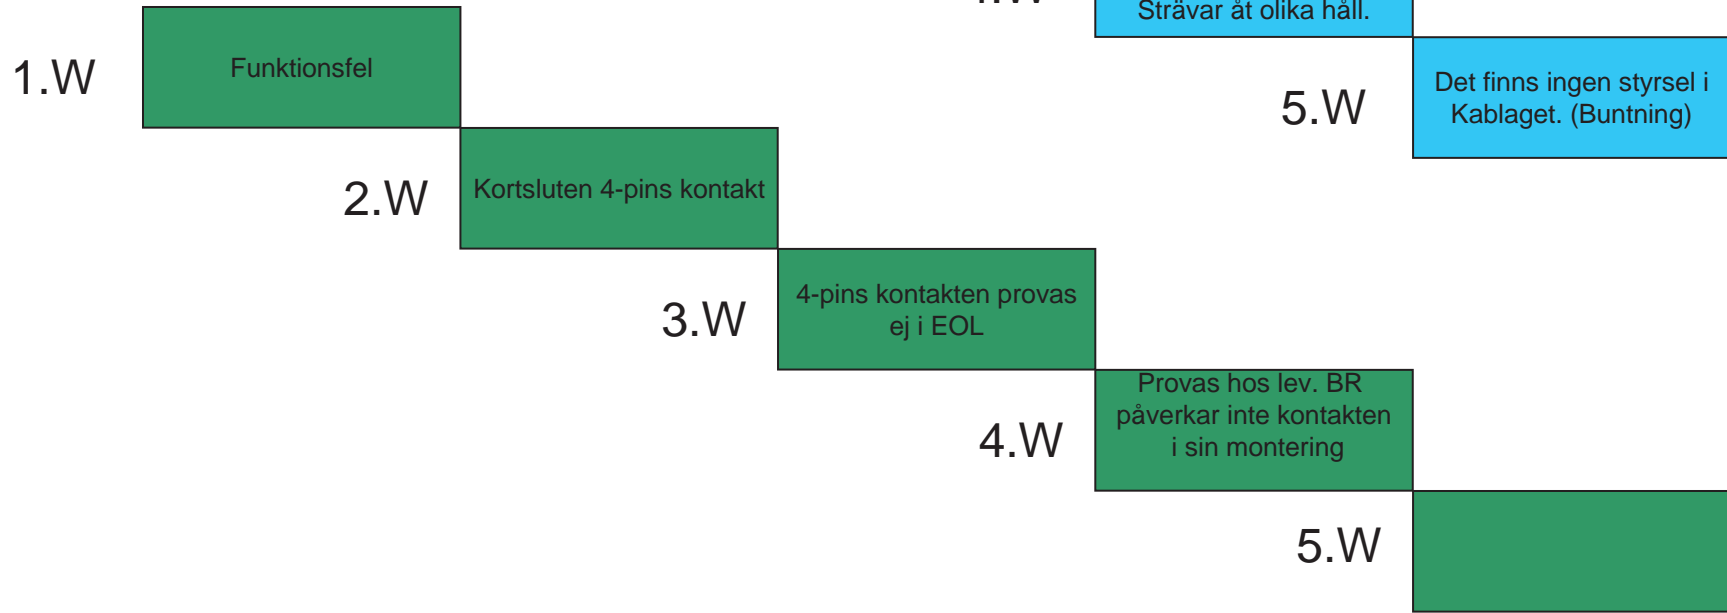 Strävar åt olika håll.
5.W
Det finns ingen styrsel i
Kablaget. (Buntning)
1.W
Funktionsfel
2.W
Kortsluten 4-pins kontakt
3.W
4-pins kontakten provas
ej i EOL
4.W
Provas hos lev. BR
påverkar inte kontakten
i sin montering
5.W